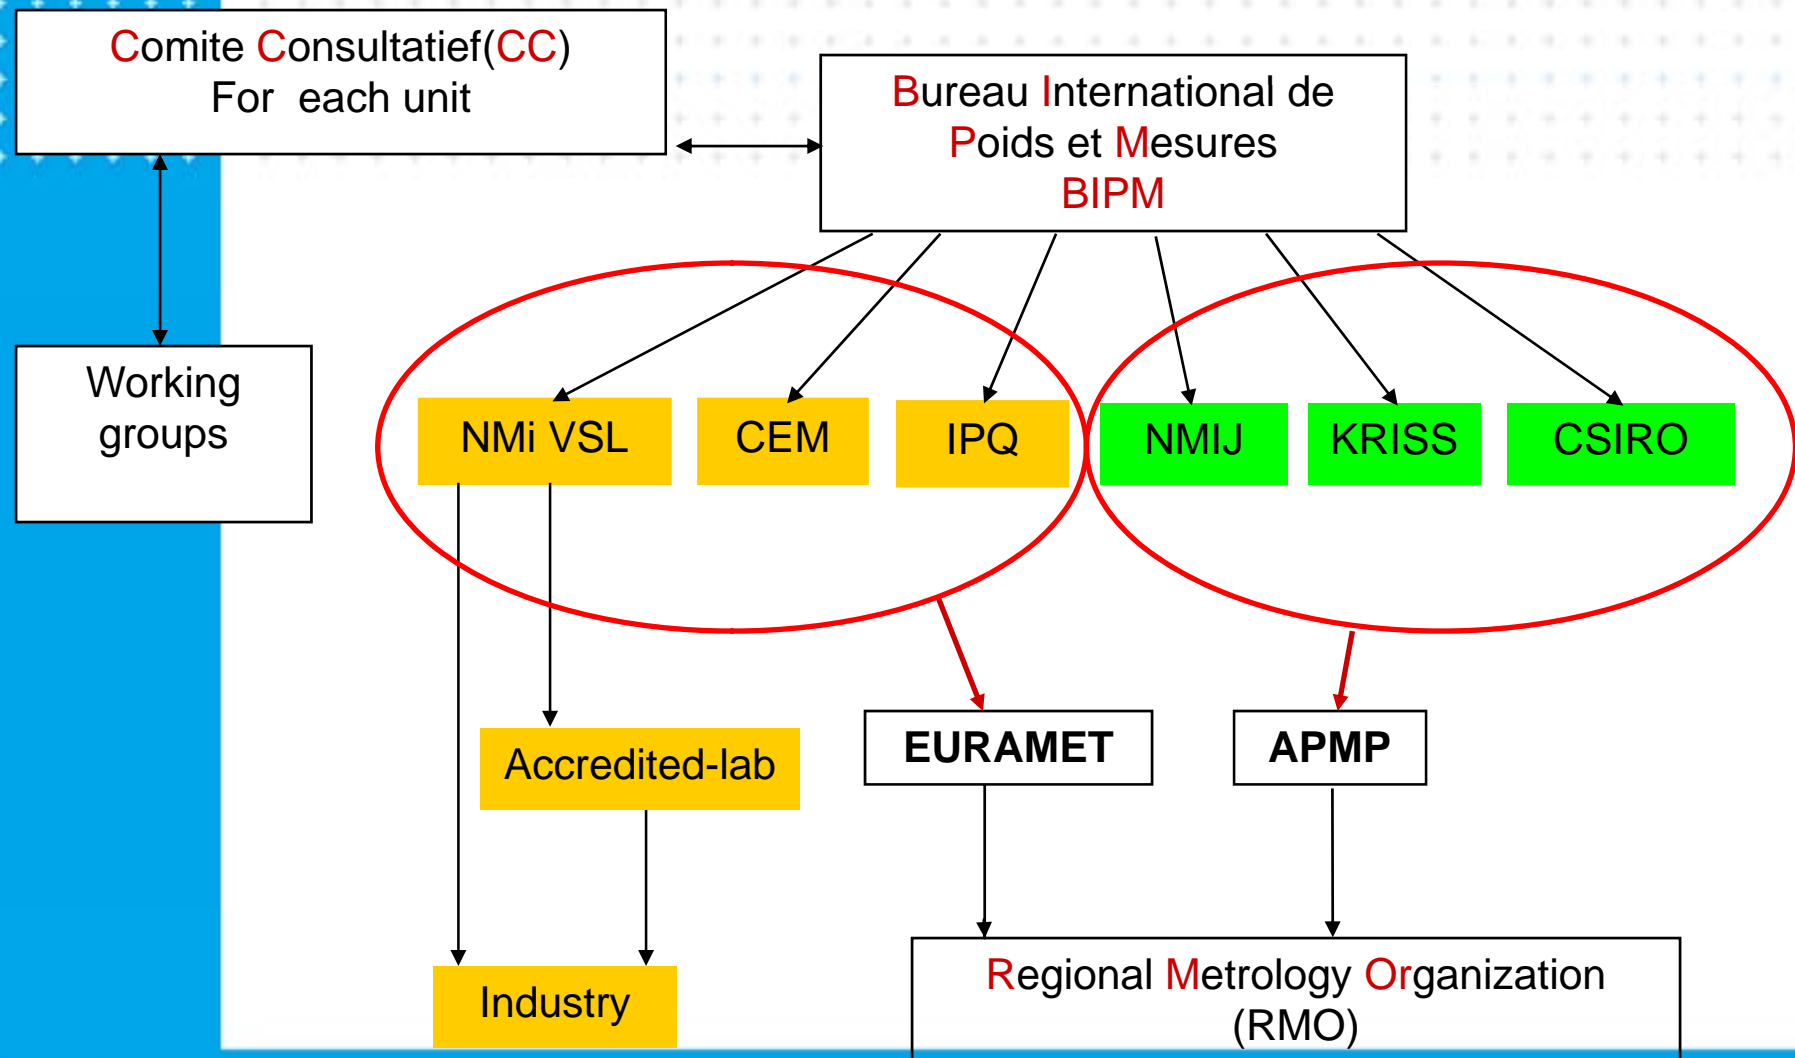 Comite Consultatief(CC)
For each unit
Bureau International de
Poids et Mesures
BIPM
Working
groups
NMi VSL
CEM
IPQ
NMIJ
KRISS
CSIRO
EURAMET
APMP
Accredited-lab
Industry
Regional Metrology Organization
(RMO)